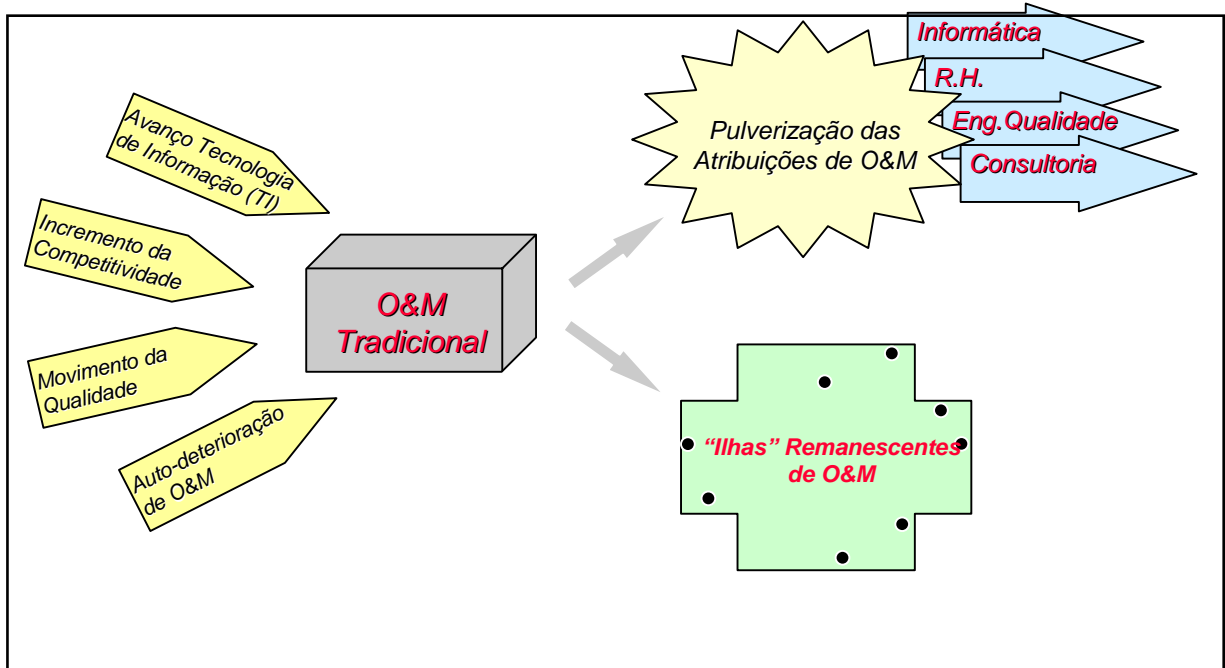 Avanço Tecnologia
de Informação (TI)
Incremento da
Competitividade
Movimento da
Qualidade
Auto-deterioração
de O&M
O&M
Tradicional
Pulverização das
Atribuições de O&M
Informática
R.H.
Eng.Qualidade
Consultoria
“Ilhas” Remanescentes
de O&M